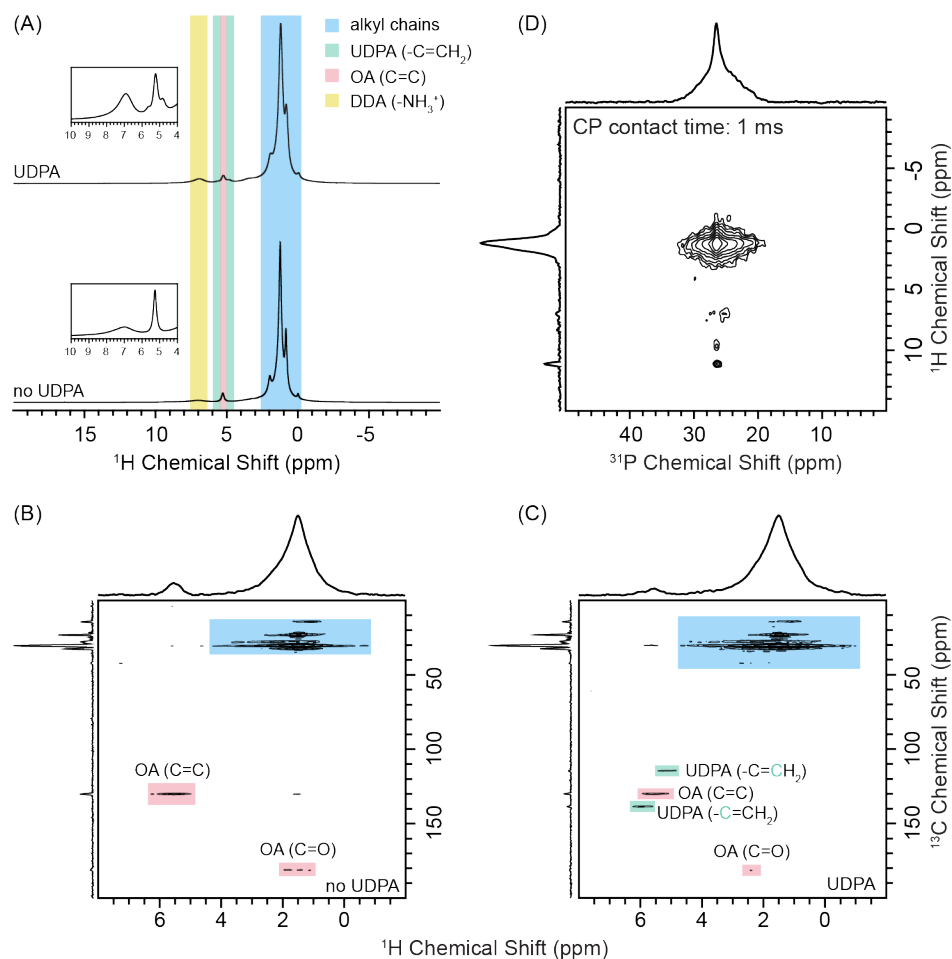 (A)
alkyl chains
UDPA (-C=CH₂)
OA (C=C)
DDA (-NH₃⁺)
10 9 8 7 6 5 4
UDPA
10 9 8 7 6 5 4
no UDPA
15 10 5 0 -5
¹H Chemical Shift (ppm)
(D)
CP contact time: 1 ms
-5
0
5
10
¹H Chemical Shift (ppm)
40 30 20 10
³¹P Chemical Shift (ppm)
(B)
OA (C=C)
OA (C=O)
no UDPA
50
100
150
6 4 2 0
(C)
UDPA (-C=CH₂)
OA (C=C)
UDPA (-C=CH₂)
OA (C=O)
UDPA
50
100
150
¹³C Chemical Shift (ppm)
6 4 2 0
¹H Chemical Shift (ppm)